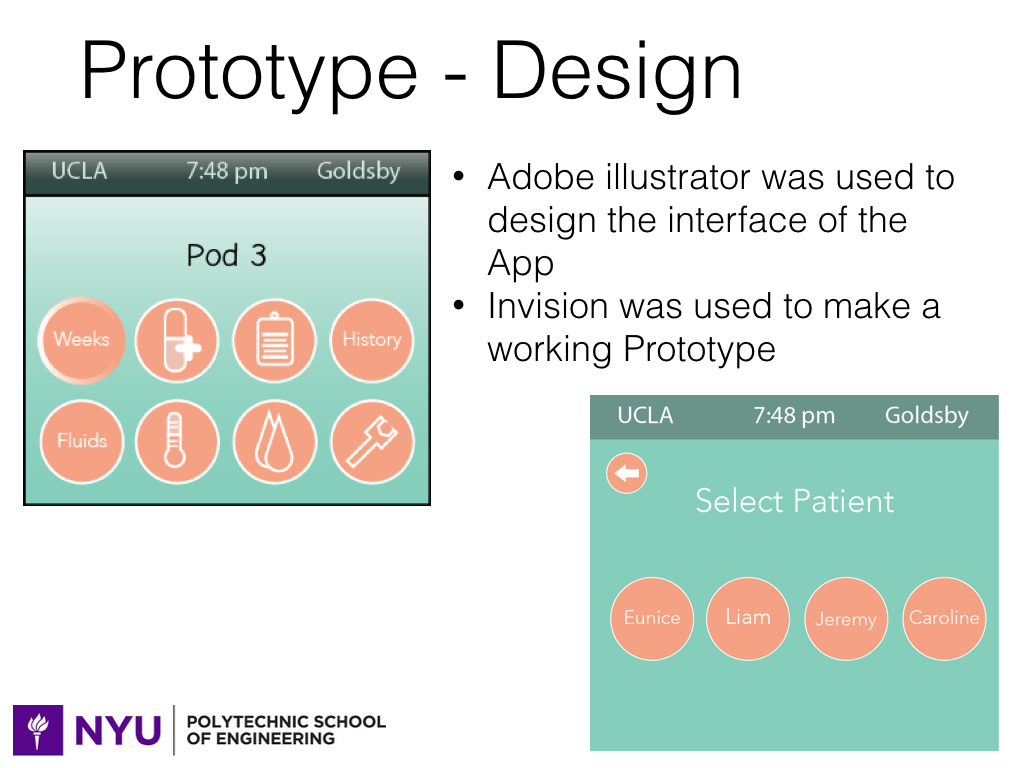 Prototype - Design
UCLA 7:48 pm Goldsby
Pod 3
Weeks
History
Fluids
• Adobe illustrator was used to
design the interface of the
App
• Invision was used to make a
working Prototype
UCLA 7:48 pm Goldsby
Select Patient
Eunice Liam Jeremy Caroline
NYU
POLYTECHNIC SCHOOL
OF ENGINEERING